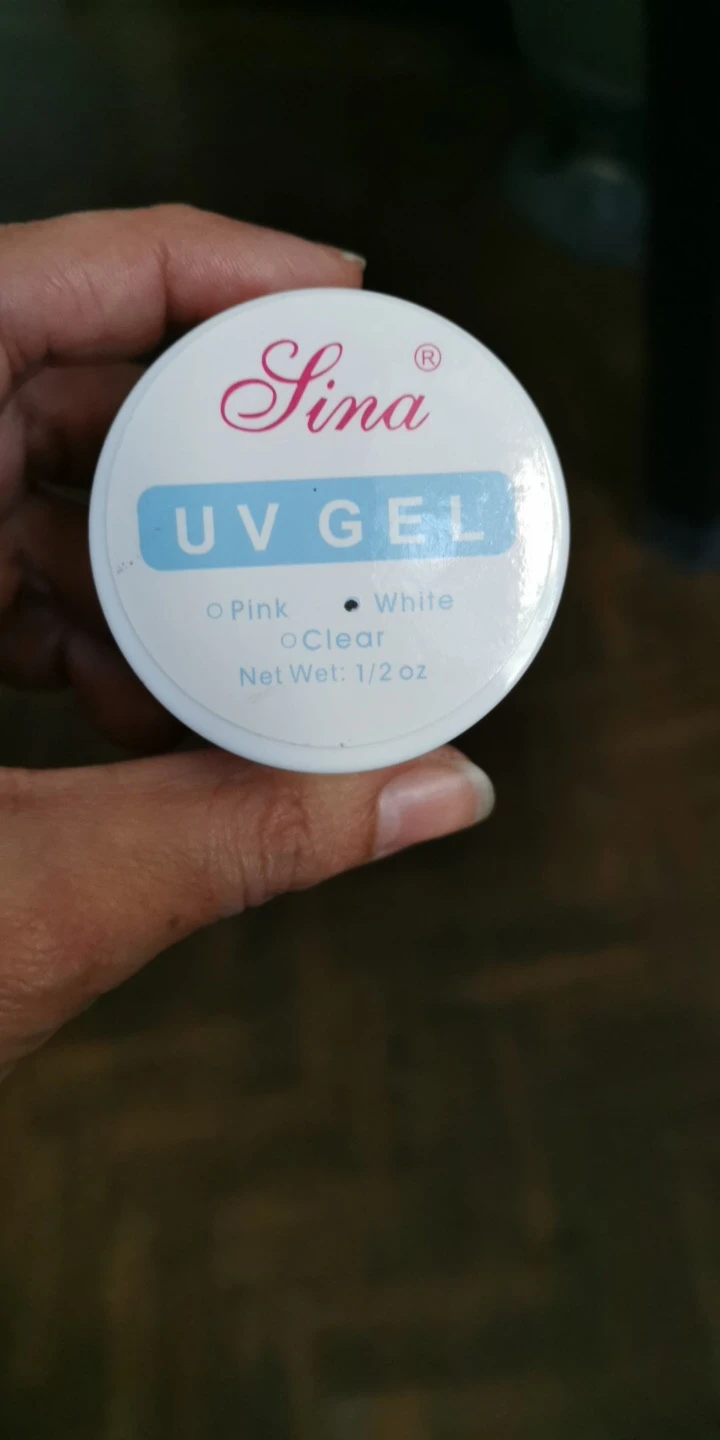 Sina®
UV GEL
Pink White
Clear
Net Wet: 1/2 oz